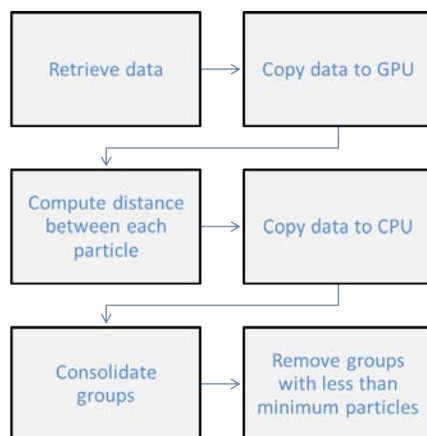 Retrieve data
Copy data to GPU
Compute distance
between each
particle
Copy data to CPU
Consolidate
groups
Remove groups
with less than
minimum particles